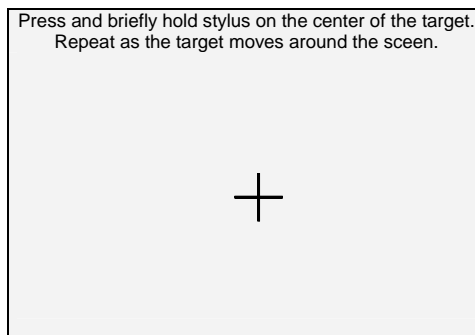 Press and briefly hold stylus on the center of the target.
Repeat as the target moves around the sceen.